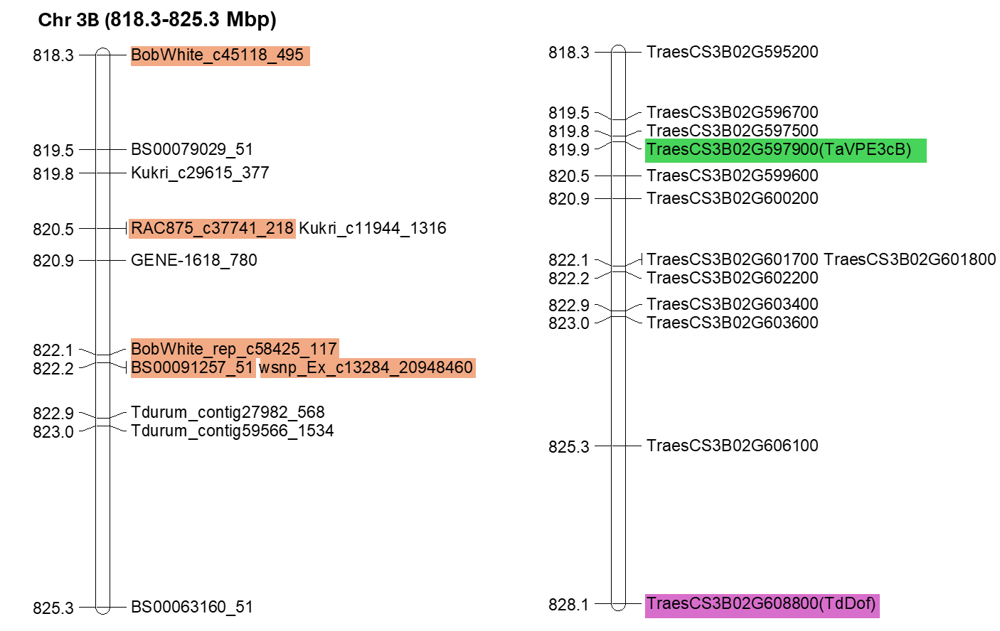 Chr 3B (818.3-825.3 Mbp)
818.3 BobWhite_c45118_495
819.5 BS00079029_51
819.8 Kukri_c29615_377
820.5 RAC875_c37741_218 Kukri_c11944_1316
820.9 GENE-1618_780
822.1 BobWhite_rep_c58425_117
822.2 BS00091257_51 wsnp_Ex_c13284_20948460
822.9 Tdurum_contig27982_568
823.0 Tdurum_contig59566_1534
825.3 BS00063160_51
818.3 TraesCS3B02G595200
819.5 TraesCS3B02G596700
819.8 TraesCS3B02G597500
819.9 TraesCS3B02G597900(TaVPE3cB)
820.5 TraesCS3B02G599600
820.9 TraesCS3B02G600200
822.1 TraesCS3B02G601700 TraesCS3B02G601800
822.2 TraesCS3B02G602200
822.9 TraesCS3B02G603400
823.0 TraesCS3B02G603600
825.3 TraesCS3B02G606100
828.1 TraesCS3B02G608800(TdDof)